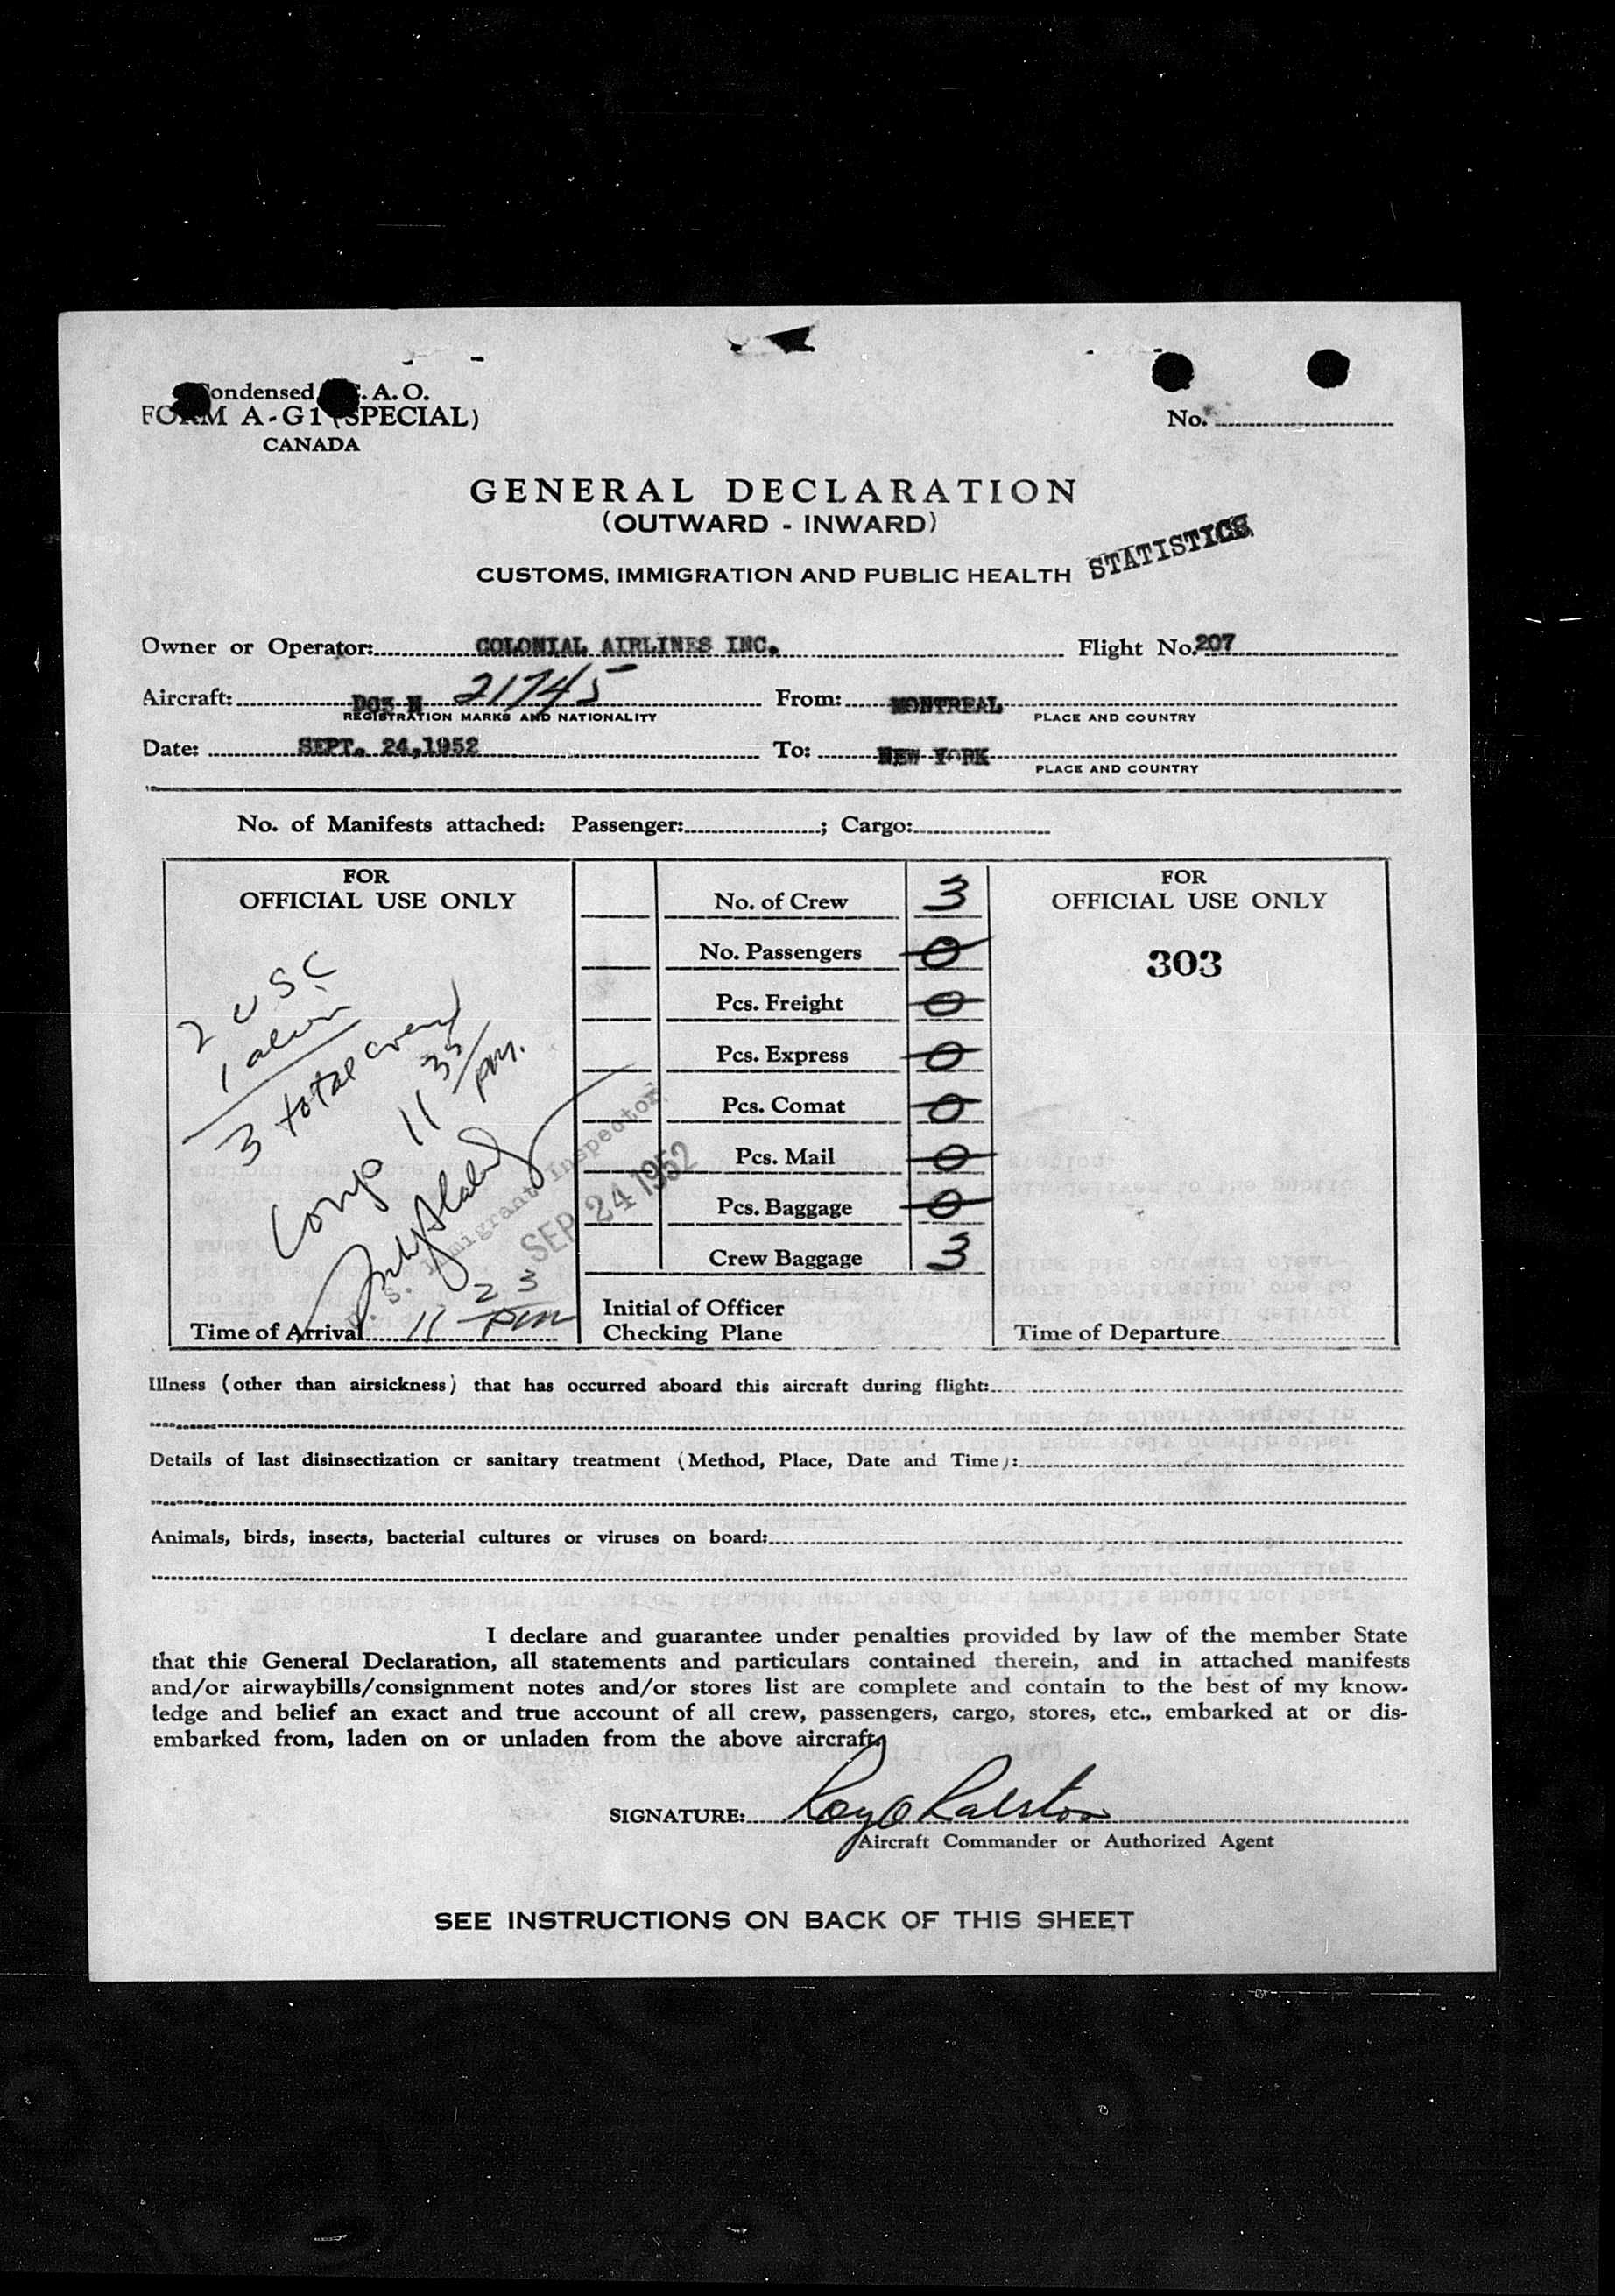 Condensed I.C.A.O.
FORM A-G1 (SPECIAL)
CANADA
No.
GENERAL DECLARATION
(OUTWARD - INWARD)
CUSTOMS, IMMIGRATION AND PUBLIC HEALTH STATISTICS
Owner or Operator: COLONIAL AIRLINES INC. Flight No. 207
Aircraft: DC3 N 21745 From: MONTREAL
REGISTRATION MARKS AND NATIONALITY PLACE AND COUNTRY
Date: SEPT. 24,1952 To: NEW YORK
PLACE AND COUNTRY
No. of Manifests attached: Passenger: ; Cargo:
FOR
OFFICIAL USE ONLY
2 USC
1 alien
3 total crew
11 35 pm.
U. S. Immigrant Inspector
SEP 24 1952
Time of Arrival 11 23 pm
No. of Crew 3
No. Passengers 0
Pcs. Freight 0
Pcs. Express 0
Pcs. Comat 0
Pcs. Mail 0
Pcs. Baggage 0
Crew Baggage 3
Initial of Officer
Checking Plane
FOR
OFFICIAL USE ONLY
303
Time of Departure
Illness (other than airsickness) that has occurred aboard this aircraft during flight:
Details of last disinsectization or sanitary treatment (Method, Place, Date and Time):
Animals, birds, insects, bacterial cultures or viruses on board:
I declare and guarantee under penalties provided by law of the member State
that this General Declaration, all statements and particulars contained therein, and in attached manifests
and/or airwaybills/consignment notes and/or stores list are complete and contain to the best of my know-
ledge and belief an exact and true account of all crew, passengers, cargo, stores, etc., embarked at or dis-
embarked from, laden on or unladen from the above aircraft.
SIGNATURE: Roy O Ralston
Aircraft Commander or Authorized Agent
SEE INSTRUCTIONS ON BACK OF THIS SHEET